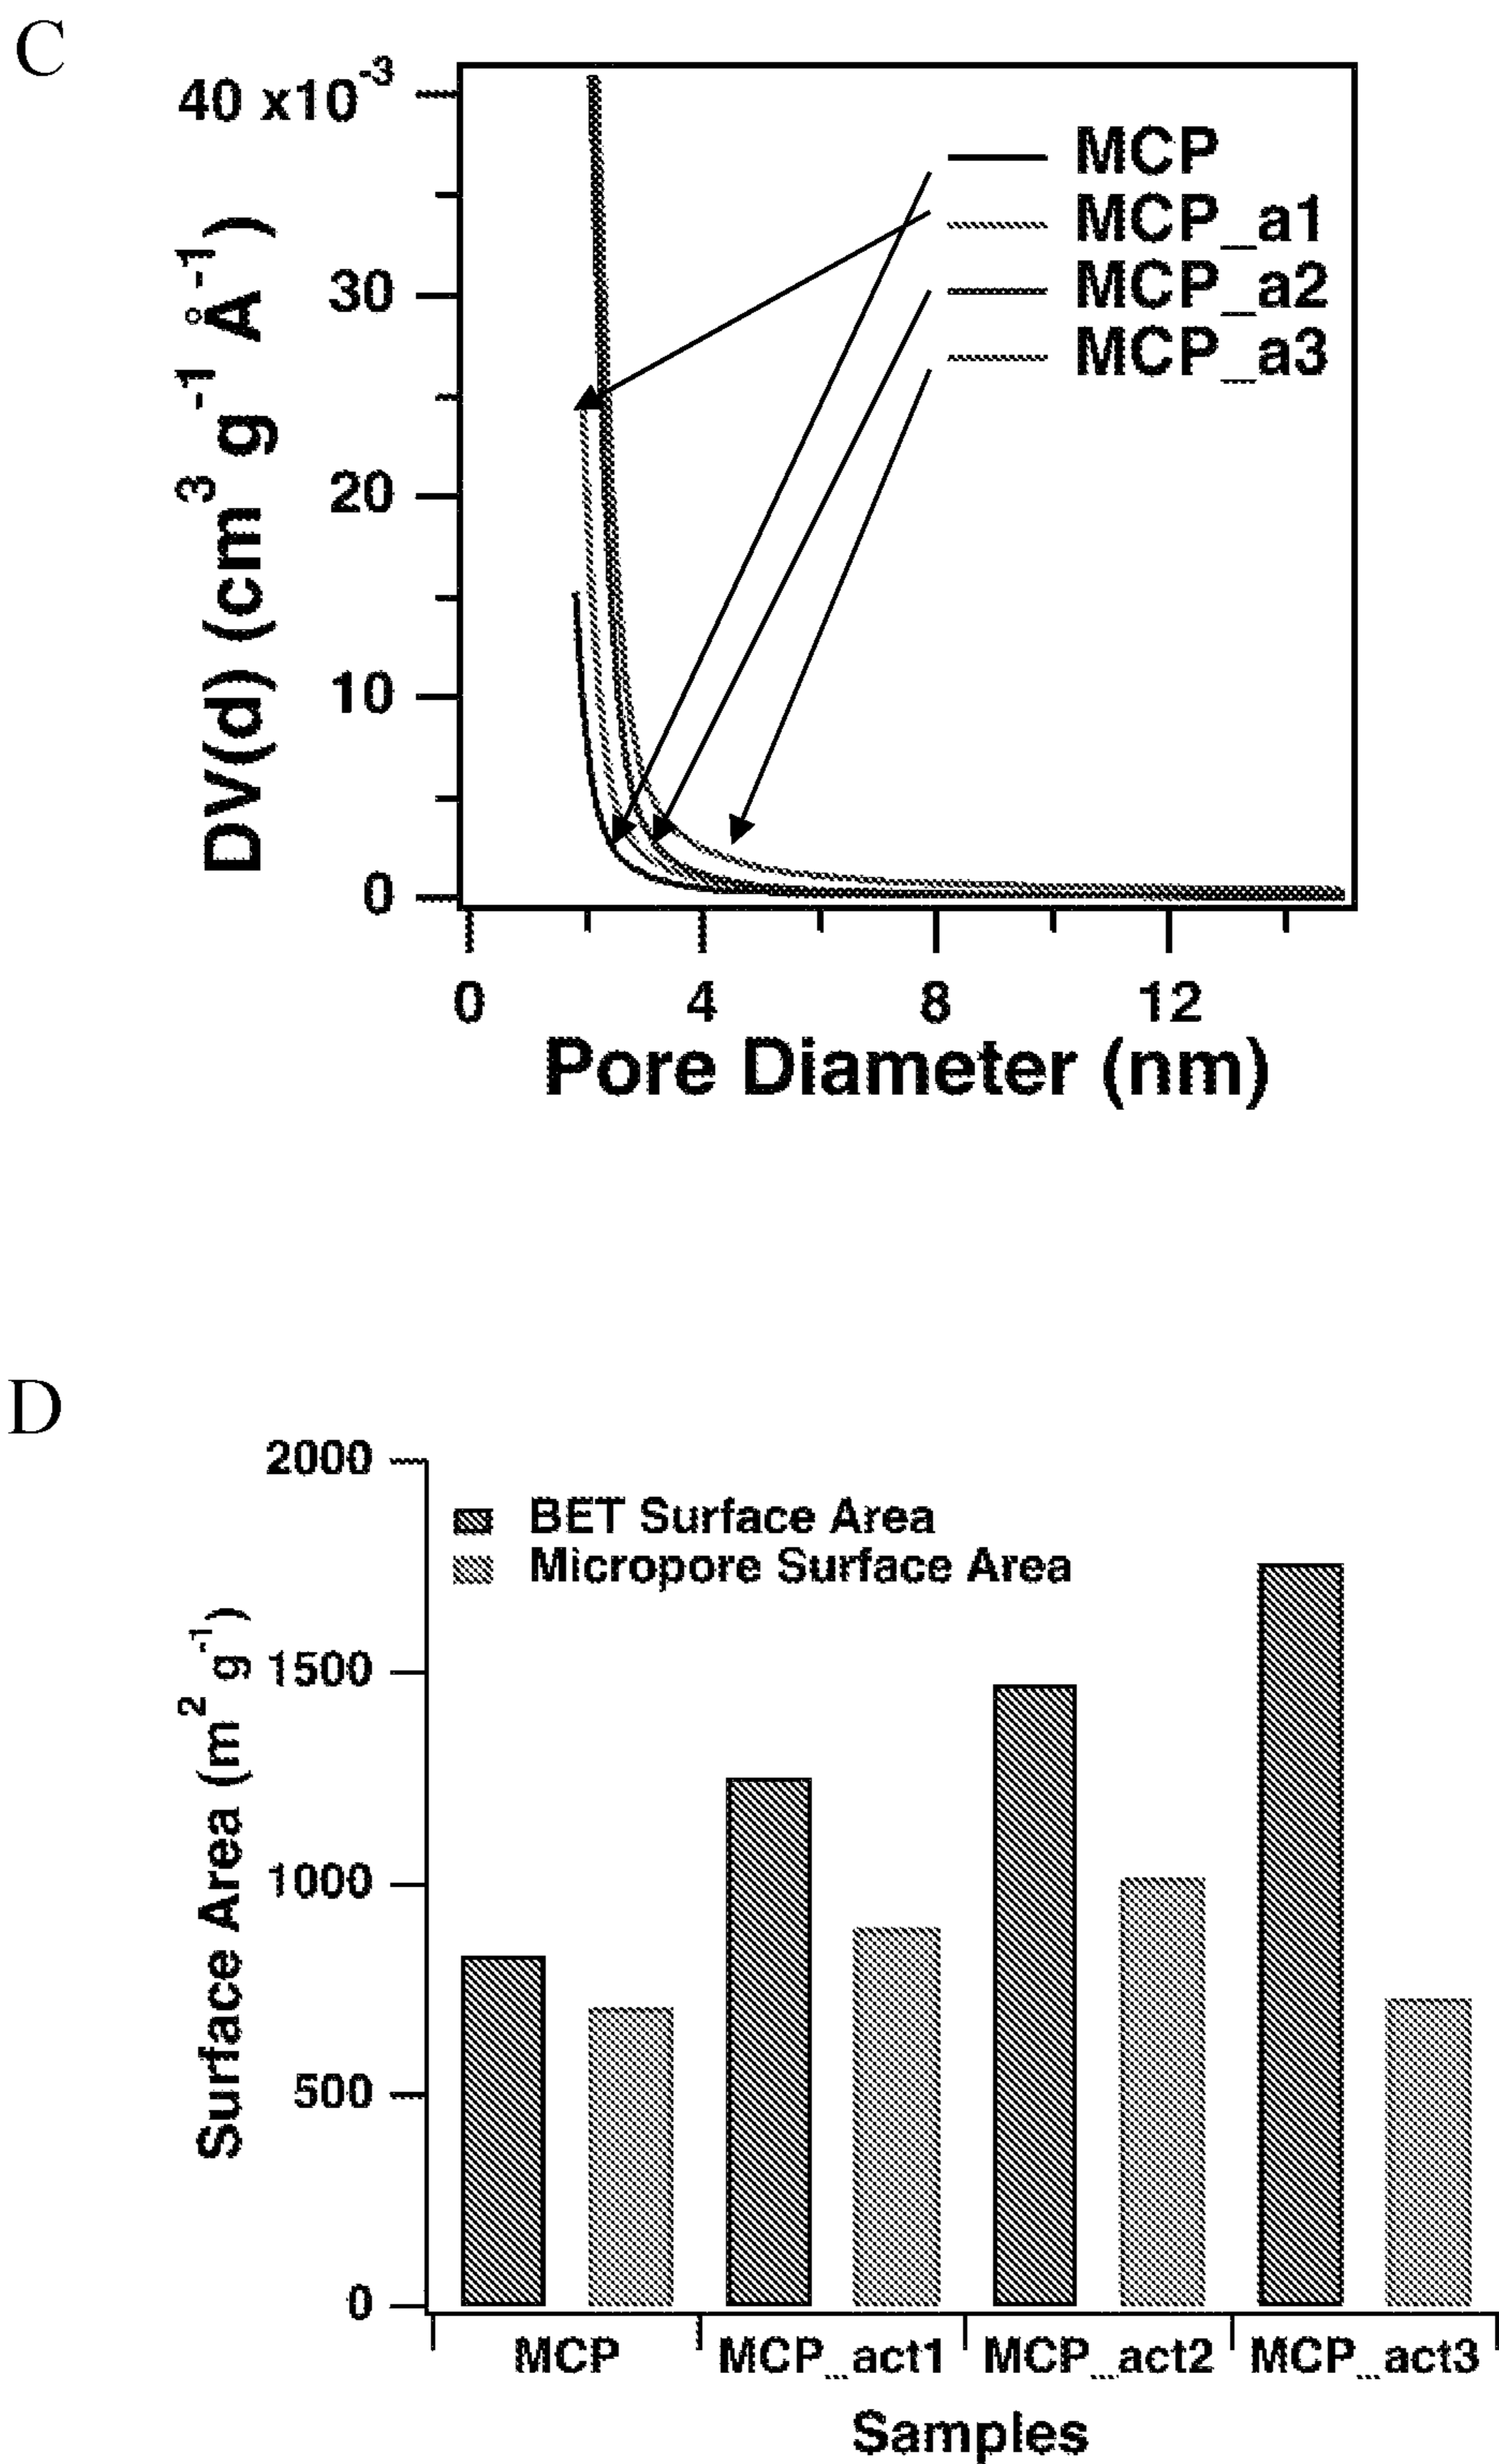 C
40 x10⁻³
30
20
10
0
DV(d) (cm³ g⁻¹ Å⁻¹)
MCP
MCP_a1
MCP_a2
MCP_a3
0 4 8 12
Pore Diameter (nm)
D
2000
1500
1000
500
0
Surface Area (m² g⁻¹)
BET Surface Area
Micropore Surface Area
MCP MCP_act1 MCP_act2 MCP_act3
Samples